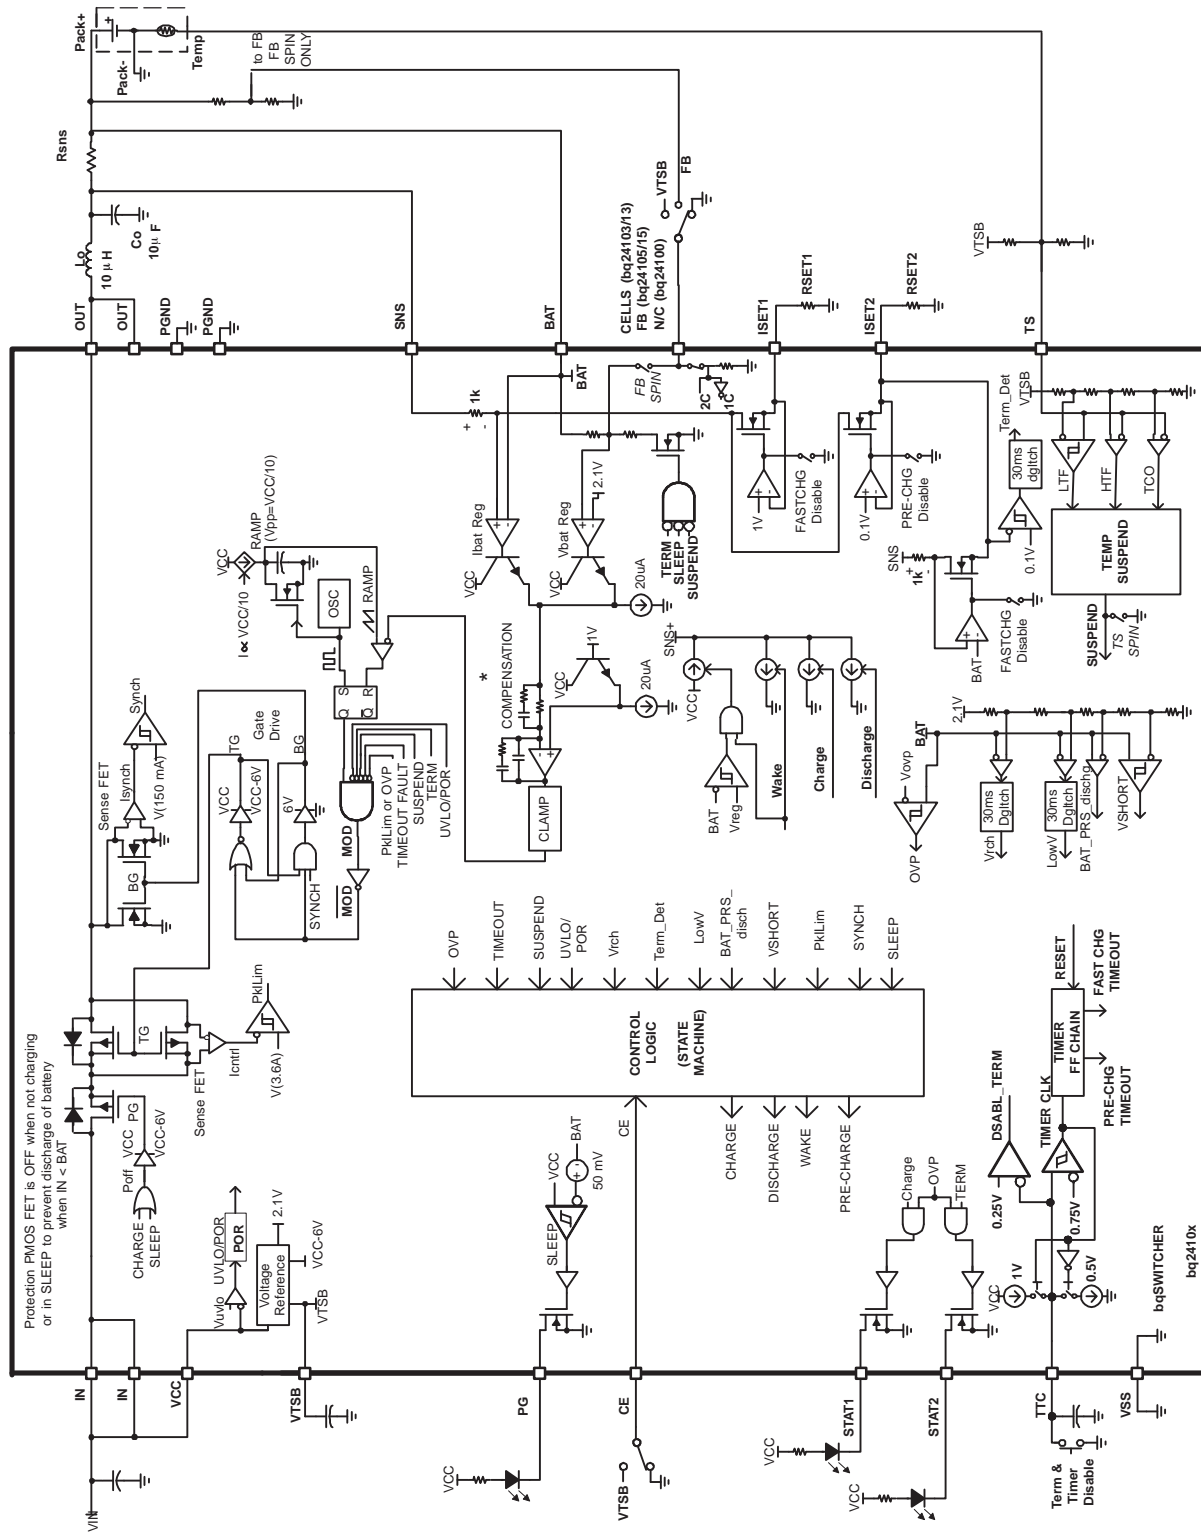 Protection PMOS FET is OFF when not charging
or in SLEEP to prevent discharge of battery
when IN < BAT
VIN
IN
IN
VCC
VTSB
PG
CE
STAT1
STAT2
TTC
VSS
VCC
VTSB
VCC
VCC
Term &
Timer
Disable
CHARGE
SLEEP
Poff
VCC
VCC-6V
PG
Vuvlo
UVLO/POR
POR
Voltage
Reference
2.1V
VCC-6V
VTSB
TG
Sense FET
Icntrl
PkILim
V(3.6A)
Sense FET
BG
Isynch
Synch
V(150 mA)
VCC
TG
VCC-6V
Gate
Drive
6V
BG
SYNCH
MOD
MOD
PkILim or OVP
TIMEOUT FAULT
SUSPEND
TERM
UVLO/POR
I ∝ VCC/10
VCC
RAMP
(Vpp=VCC/10)
OSC
RAMP
S
R
Q
Q
OUT
OUT
PGND
PGND
SNS
BAT
CELLS (bq24103/13)
FB (bq24105/15)
N/C (bq24100)
ISET1
ISET2
TS
Lo
10 μ H
Co
10μ F
Rsns
Pack+
Pack-
Temp
to FB
FB
SPIN
ONLY
VTSB
FB
RSET1
RSET2
VTSB
+
1k
-
BAT
Ibat Reg
+
-
VCC
Vbat Reg
+
-
2.1V
VCC
20uA
FB
SPIN
2C
1C
TERM
SLEEP
SUSPEND
*
COMPENSATION
-
+
CLAMP
VCC
1V
20uA
SNS+
VCC
BAT
Vreg
Wake
Charge
Discharge
1V
+
-
FASTCHG
Disable
0.1V
+
-
PRE-CHG
Disable
SNS
+
1k
-
BAT
+
-
FASTCHG
Disable
0.1V
30ms
dgltch
Term_Det
VTSB
LTF
HTF
TCO
TEMP
SUSPEND
SUSPEND
TS
SPIN
BAT
2.1V
Vovp
OVP
30ms
Dgltch
Vrch
30ms
Dgltch
LowV
BAT_PRS_dischg
VSHORT
OVP
TIMEOUT
SUSPEND
UVLO/
POR
Vrch
Term_Det
LowV
BAT_PRS_
disch
VSHORT
PkILim
SYNCH
SLEEP
CONTROL
LOGIC
(STATE
MACHINE)
CE
CHARGE
DISCHARGE
WAKE
PRE-CHARGE
SLEEP
VCC
BAT
+
-
50 mV
Charge
OVP
TERM
DSABL_TERM
0.25V
TIMER CLK
0.75V
VCC
1V
0.5V
TIMER
FF CHAIN
RESET
FAST CHG
TIMEOUT
PRE-CHG
TIMEOUT
bqSWITCHER
bq2410x